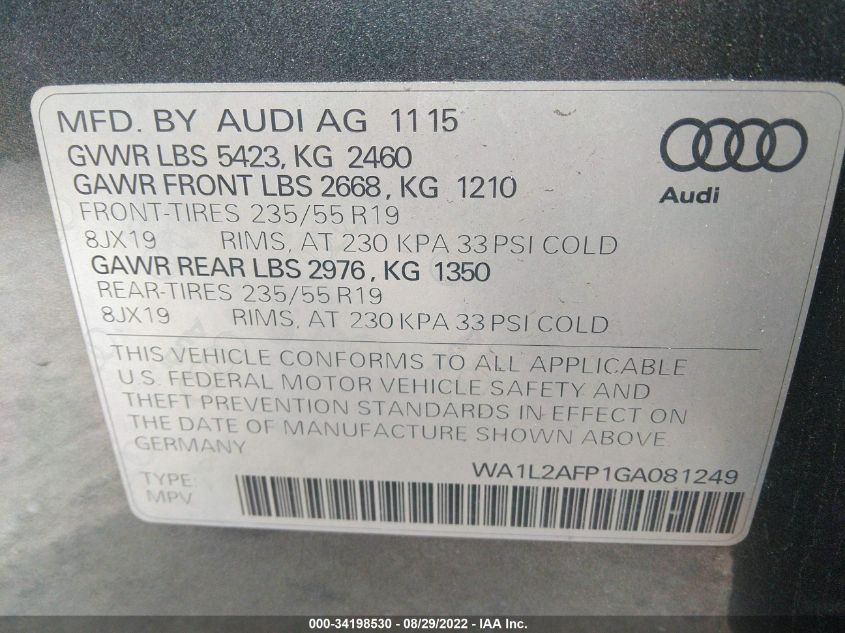 MFD. BY AUDI AG 11 15
GVWR LBS 5423, KG 2460
GAWR FRONT LBS 2668, KG 1210
FRONT-TIRES 235/55 R19
8JX19 RIMS, AT 230 KPA 33 PSI COLD
GAWR REAR LBS 2976, KG 1350
REAR-TIRES 235/55 R19
8JX19 RIMS, AT 230 KPA 33 PSI COLD
Audi
THIS VEHICLE CONFORMS TO ALL APPLICABLE
U.S. FEDERAL MOTOR VEHICLE SAFETY AND
THEFT PREVENTION STANDARDS IN EFFECT ON
THE DATE OF MANUFACTURE SHOWN ABOVE.
GERMANY
WA1L2AFP1GA081249
TYPE:
MPV
000-34198530 - 08/29/2022 - IAA, Inc.